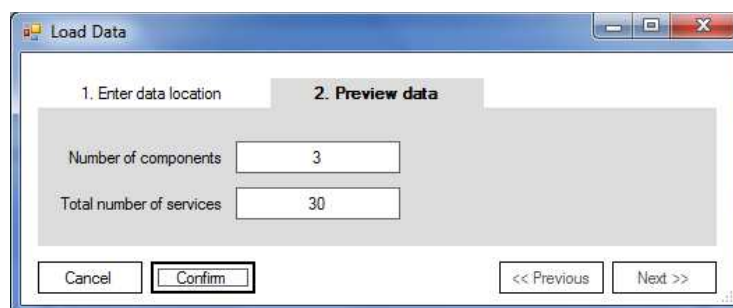 Load Data
1. Enter data location 2. Preview data
Number of components 3
Total number of services 30
Cancel Confirm << Previous Next >>